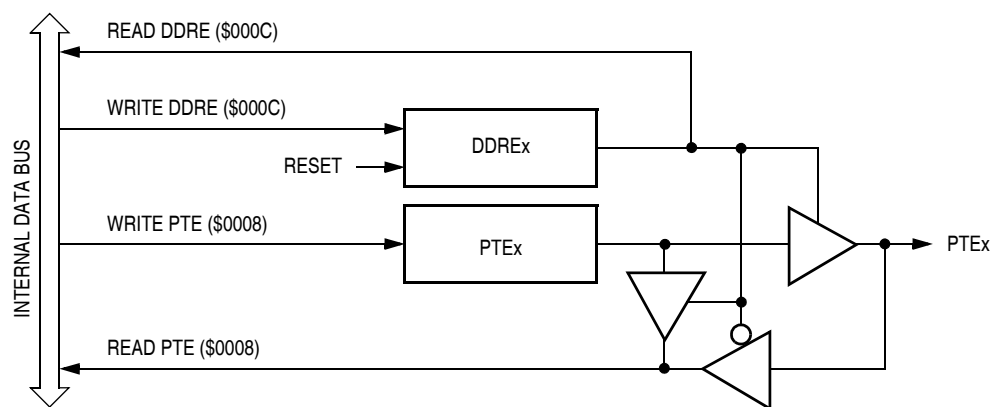 READ DDRE ($000C)
WRITE DDRE ($000C)
DDREx
RESET
WRITE PTE ($0008)
PTEx
PTEx
READ PTE ($0008)
INTERNAL DATA BUS